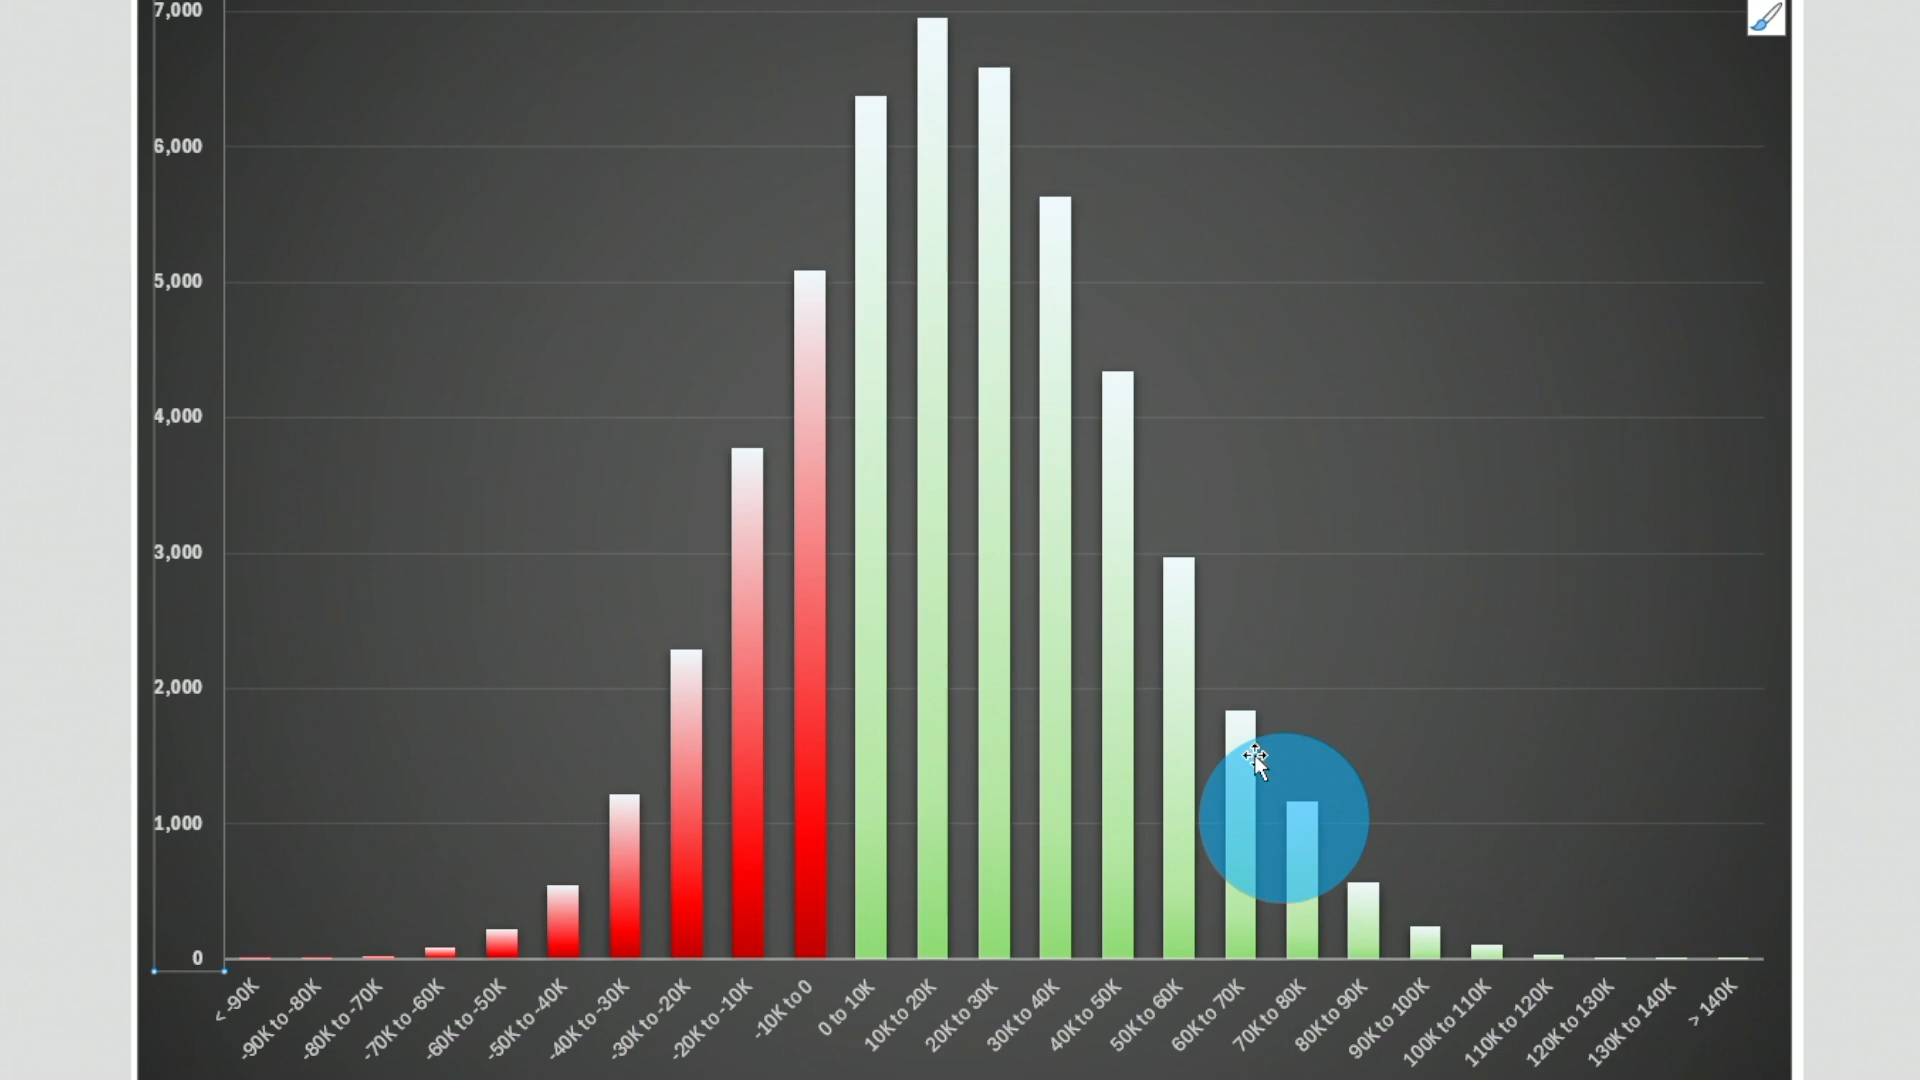 7,000
6,000
5,000
4,000
3,000
2,000
1,000
0
< -90K
-90K to -80K
-80K to -70K
-70K to -60K
-60K to -50K
-50K to -40K
-40K to -30K
-30K to -20K
-20K to -10K
-10K to 0
0 to 10K
10K to 20K
20K to 30K
30K to 40K
40K to 50K
50K to 60K
60K to 70K
70K to 80K
80K to 90K
90K to 100K
100K to 110K
110K to 120K
120K to 130K
130K to 140K
> 140K